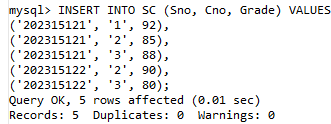 mysql> INSERT INTO SC (Sno, Cno, Grade) VALUES
('202315121', '1', 92),
('202315121', '2', 85),
('202315121', '3', 88),
('202315122', '2', 90),
('202315122', '3', 80);
Query OK, 5 rows affected (0.01 sec)
Records: 5  Duplicates: 0  Warnings: 0